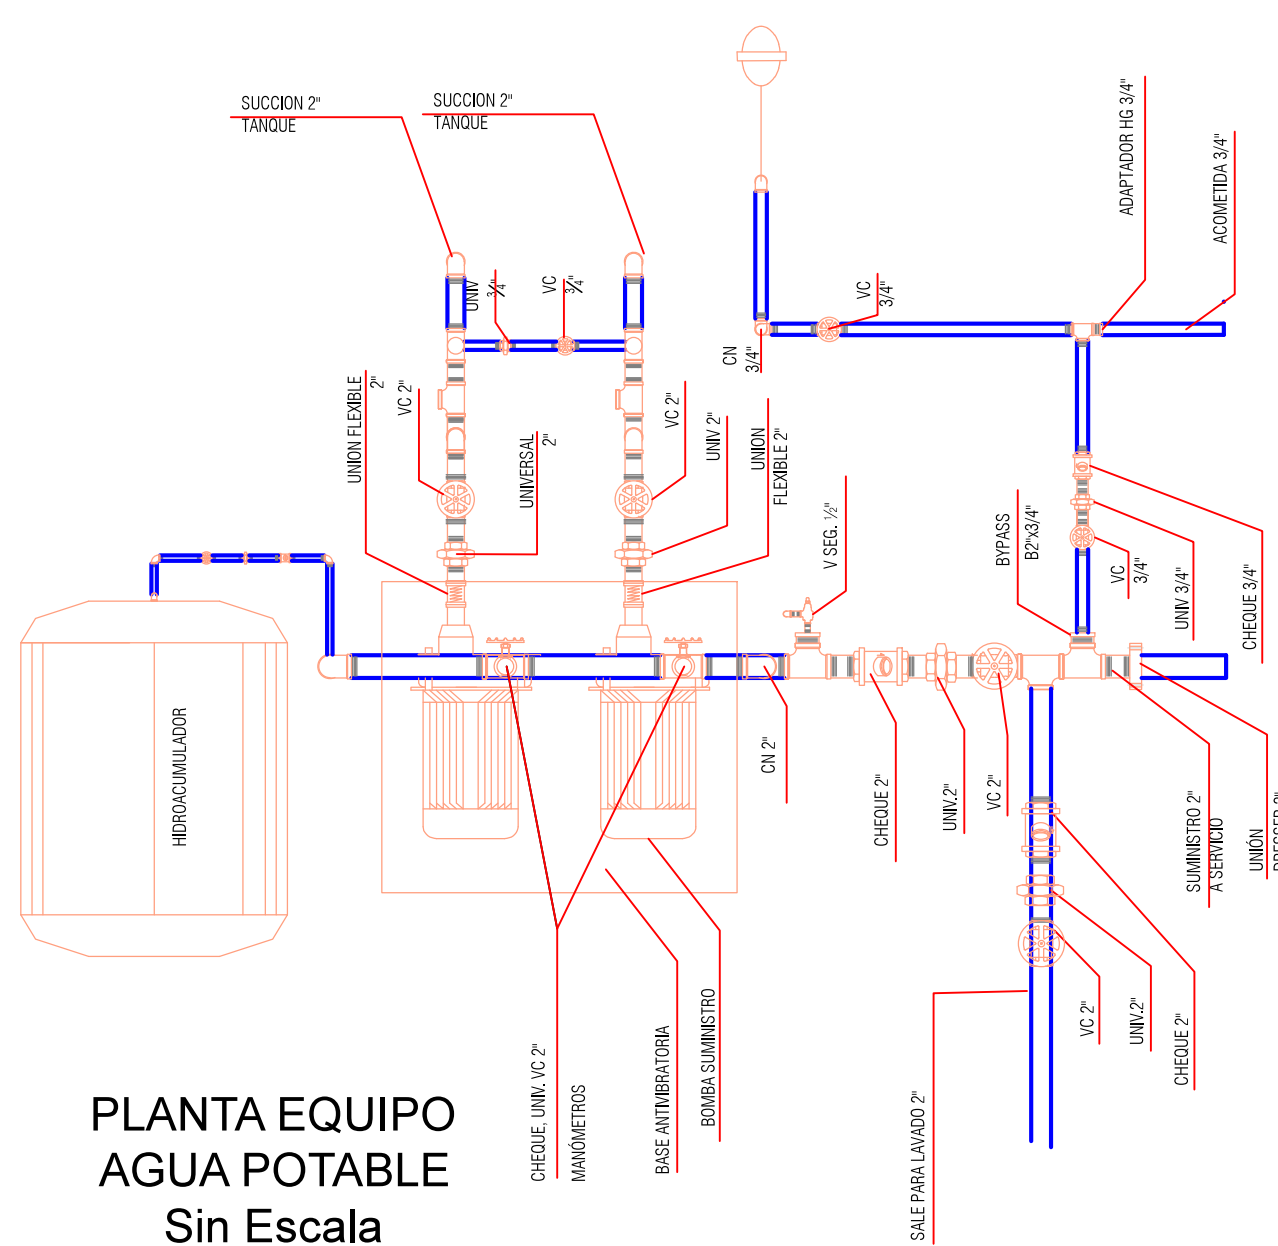 SUCCION 2"
TANQUE
SUCCION 2"
TANQUE
ADAPTADOR HG 3/4"
ACOMETIDA 3/4"
UNIV
3/4"
VC
3/4"
VC
3/4"
CN
3/4"
UNION FLEXIBLE
2"
VC 2"
UNIVERSAL
2"
VC 2"
UNIV 2"
UNION
FLEXIBLE 2"
V SEG. 1/2"
BYPASS
B2"x3/4"
VC
3/4"
UNIV 3/4"
CHEQUE 3/4"
HIDROACUMULADOR
CN 2"
CHEQUE 2"
UNIV.2"
VC 2"
SUMINISTRO 2"
A SERVICIO
UNIÓN
CHEQUE, UNIV. VC 2"
MANÓMETROS
BASE ANTIVIBRATORIA
BOMBA SUMINISTRO
SALE PARA LAVADO 2"
VC 2"
UNIV.2"
CHEQUE 2"
PLANTA EQUIPO
AGUA POTABLE
Sin Escala